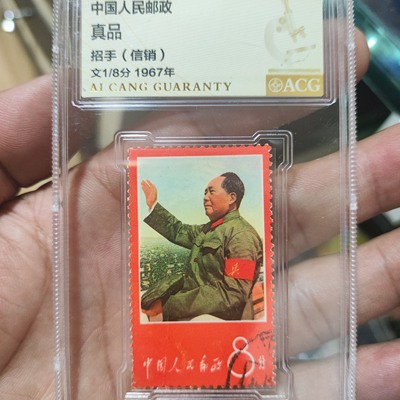 中国人民邮政
真品
招手（信销）
文1/8分 1967年
AI CANG GUARANTY
ACG
中国人民邮政
8分